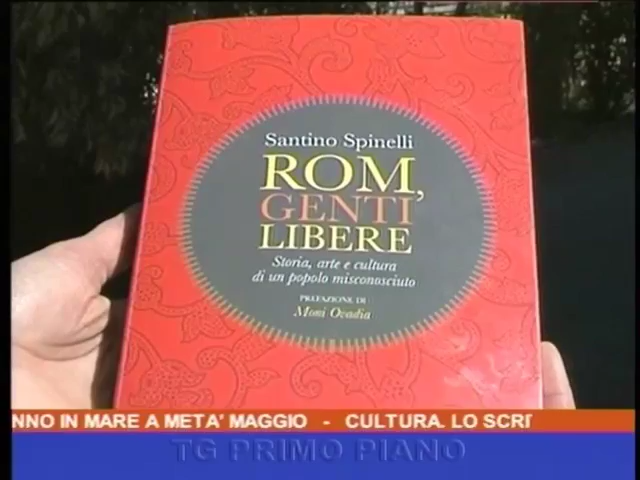 Santino Spinelli
ROM,
GENTI
LIBERE
Storia, arte e cultura
di un popolo misconosciuto
PREFAZIONE DI
Moni Ovadia
NNO IN MARE A META' MAGGIO - CULTURA. LO SCRI
TG PRIMO PIANO